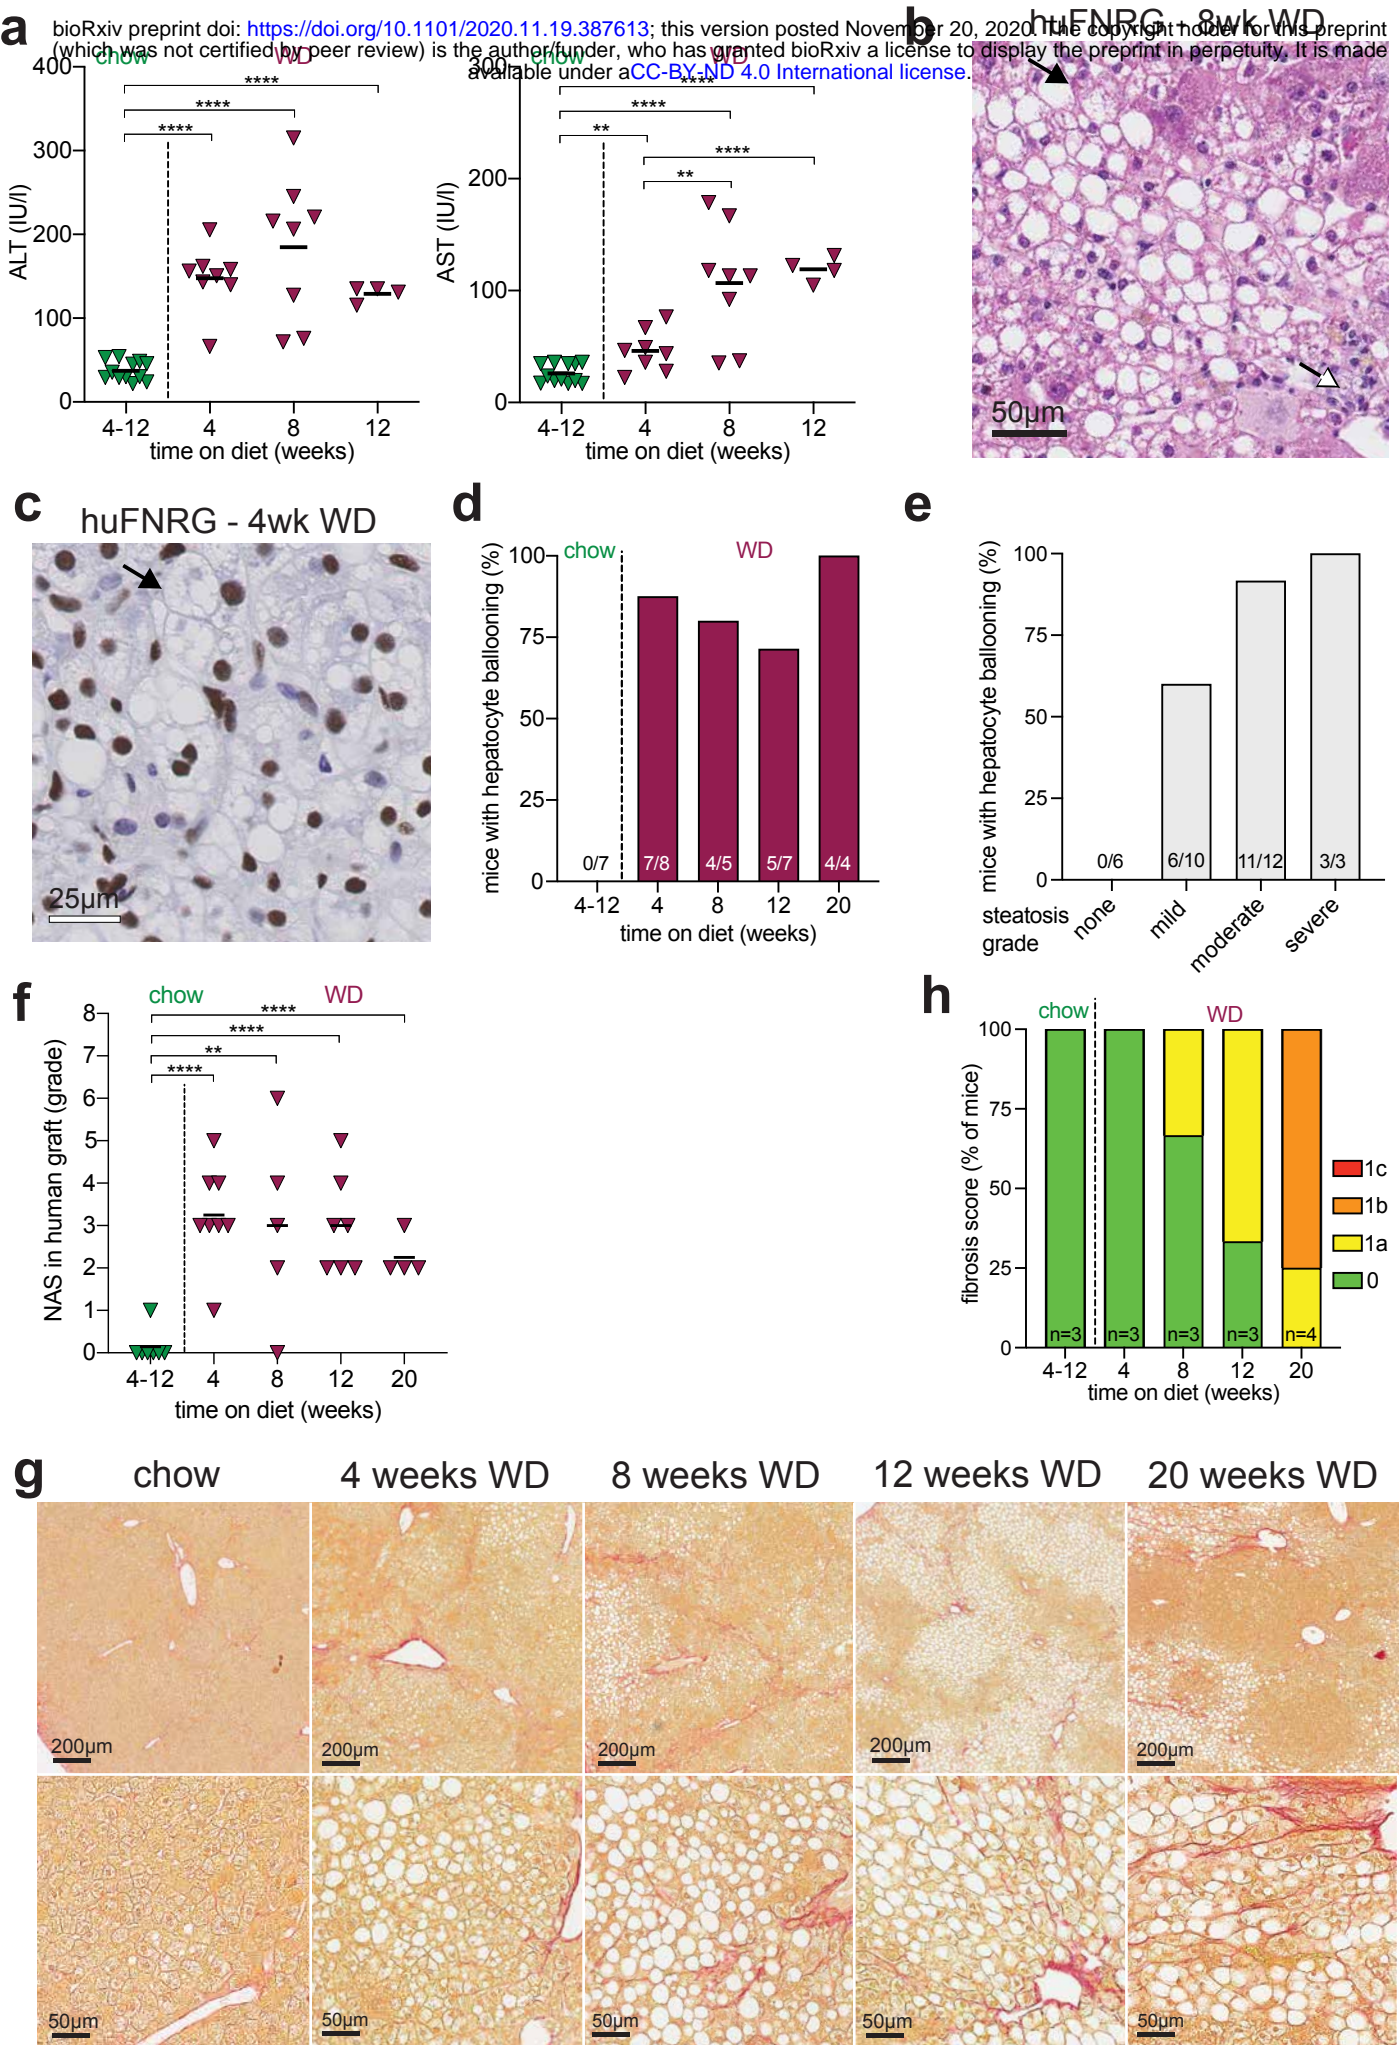 bioRxiv preprint doi: https://doi.org/10.1101/2020.11.19.387613; this version posted November 20, 2020. The copyright holder for this preprint
(which was not certified by peer review) is the author/funder, who has granted bioRxiv a license to display the preprint in perpetuity. It is made
available under aCC-BY-ND 4.0 International license.
a
chow
WD
400
300
200
100
0
ALT (IU/l)
****
****
****
4-12
4
8
12
time on diet (weeks)
chow
WD
300
200
100
0
AST (IU/l)
****
****
**
****
**
4-12
4
8
12
time on diet (weeks)
b
huFNRG - 8wk WD
50µm
c
huFNRG - 4wk WD
25µm
d
chow
WD
mice with hepatocyte ballooning (%)
100
75
50
25
0
0/7
7/8
4/5
5/7
4/4
4-12
4
8
12
20
time on diet (weeks)
e
mice with hepatocyte ballooning (%)
100
75
50
25
0
0/6
6/10
11/12
3/3
steatosis
grade
none
mild
moderate
severe
f
chow
WD
NAS in human graft (grade)
8
7
6
5
4
3
2
1
0
****
****
**
****
4-12
4
8
12
20
time on diet (weeks)
h
chow
WD
fibrosis score (% of mice)
100
75
50
25
0
n=3
n=3
n=3
n=3
n=4
4-12
4
8
12
20
time on diet (weeks)
1c
1b
1a
0
g
chow
4 weeks WD
8 weeks WD
12 weeks WD
20 weeks WD
200µm
200µm
200µm
200µm
200µm
50µm
50µm
50µm
50µm
50µm